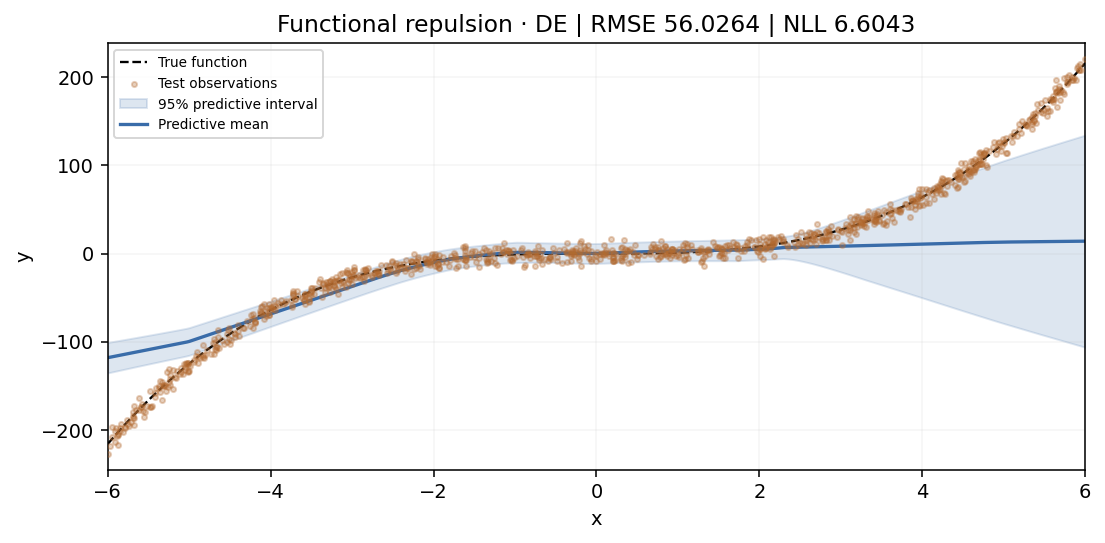 Functional repulsion · DE | RMSE 56.0264 | NLL 6.6043
True function
Test observations
95% predictive interval
Predictive mean
200
100
0
−100
−200
y
−6 −4 −2 0 2 4 6
x